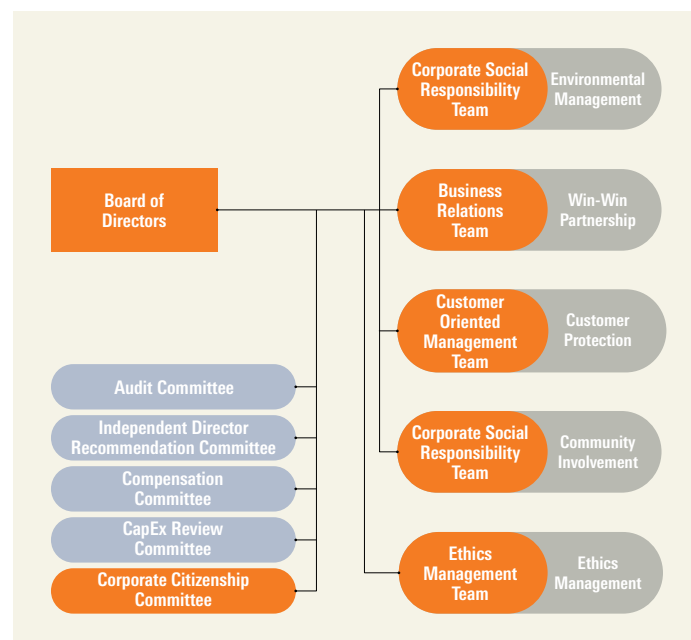 Corporate Social
Responsibility
Team
Environmental
Management
Board of
Directors
Business
Relations
Team
Win-Win
Partnership
Customer
Oriented
Management
Team
Customer
Protection
Audit Committee
Independent Director
Recommendation Committee
Compensation
Committee
CapEx Review
Committee
Corporate Citizenship
Committee
Corporate Social
Responsibility
Team
Community
Involvement
Ethics
Management
Team
Ethics
Management